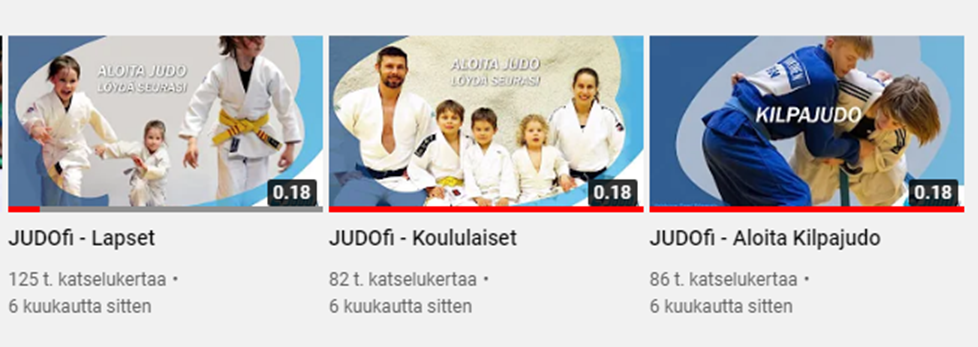 ALOITA JUDO
LÖYDÄ SEURASI
0.18
JUDOfi - Lapset
125 t. katselukertaa •
6 kuukautta sitten
ALOITA JUDO
LÖYDÄ SEURASI
0.18
JUDOfi - Koululaiset
82 t. katselukertaa •
6 kuukautta sitten
KILPAJUDO
0.18
JUDOfi - Aloita Kilpajudo
86 t. katselukertaa •
6 kuukautta sitten